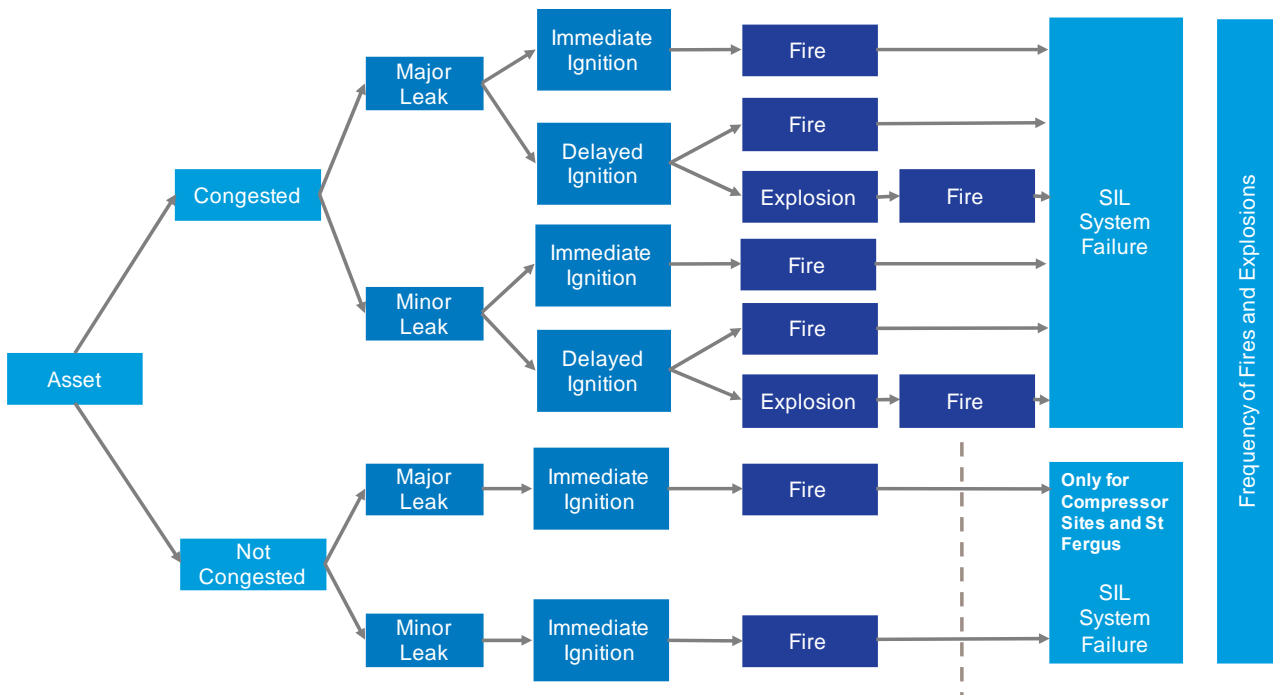 Immediate
Ignition
Fire
Major
Leak
Fire
Delayed
Ignition
Congested
Explosion
Fire
SIL
System
Failure
Immediate
Ignition
Fire
Minor
Leak
Fire
Delayed
Ignition
Asset
Explosion
Fire
Major
Leak
Immediate
Ignition
Fire
Only for
Compressor
Sites and St
Fergus
Not
Congested
SIL
System
Failure
Minor
Leak
Immediate
Ignition
Fire
Frequency of Fires and Explosions